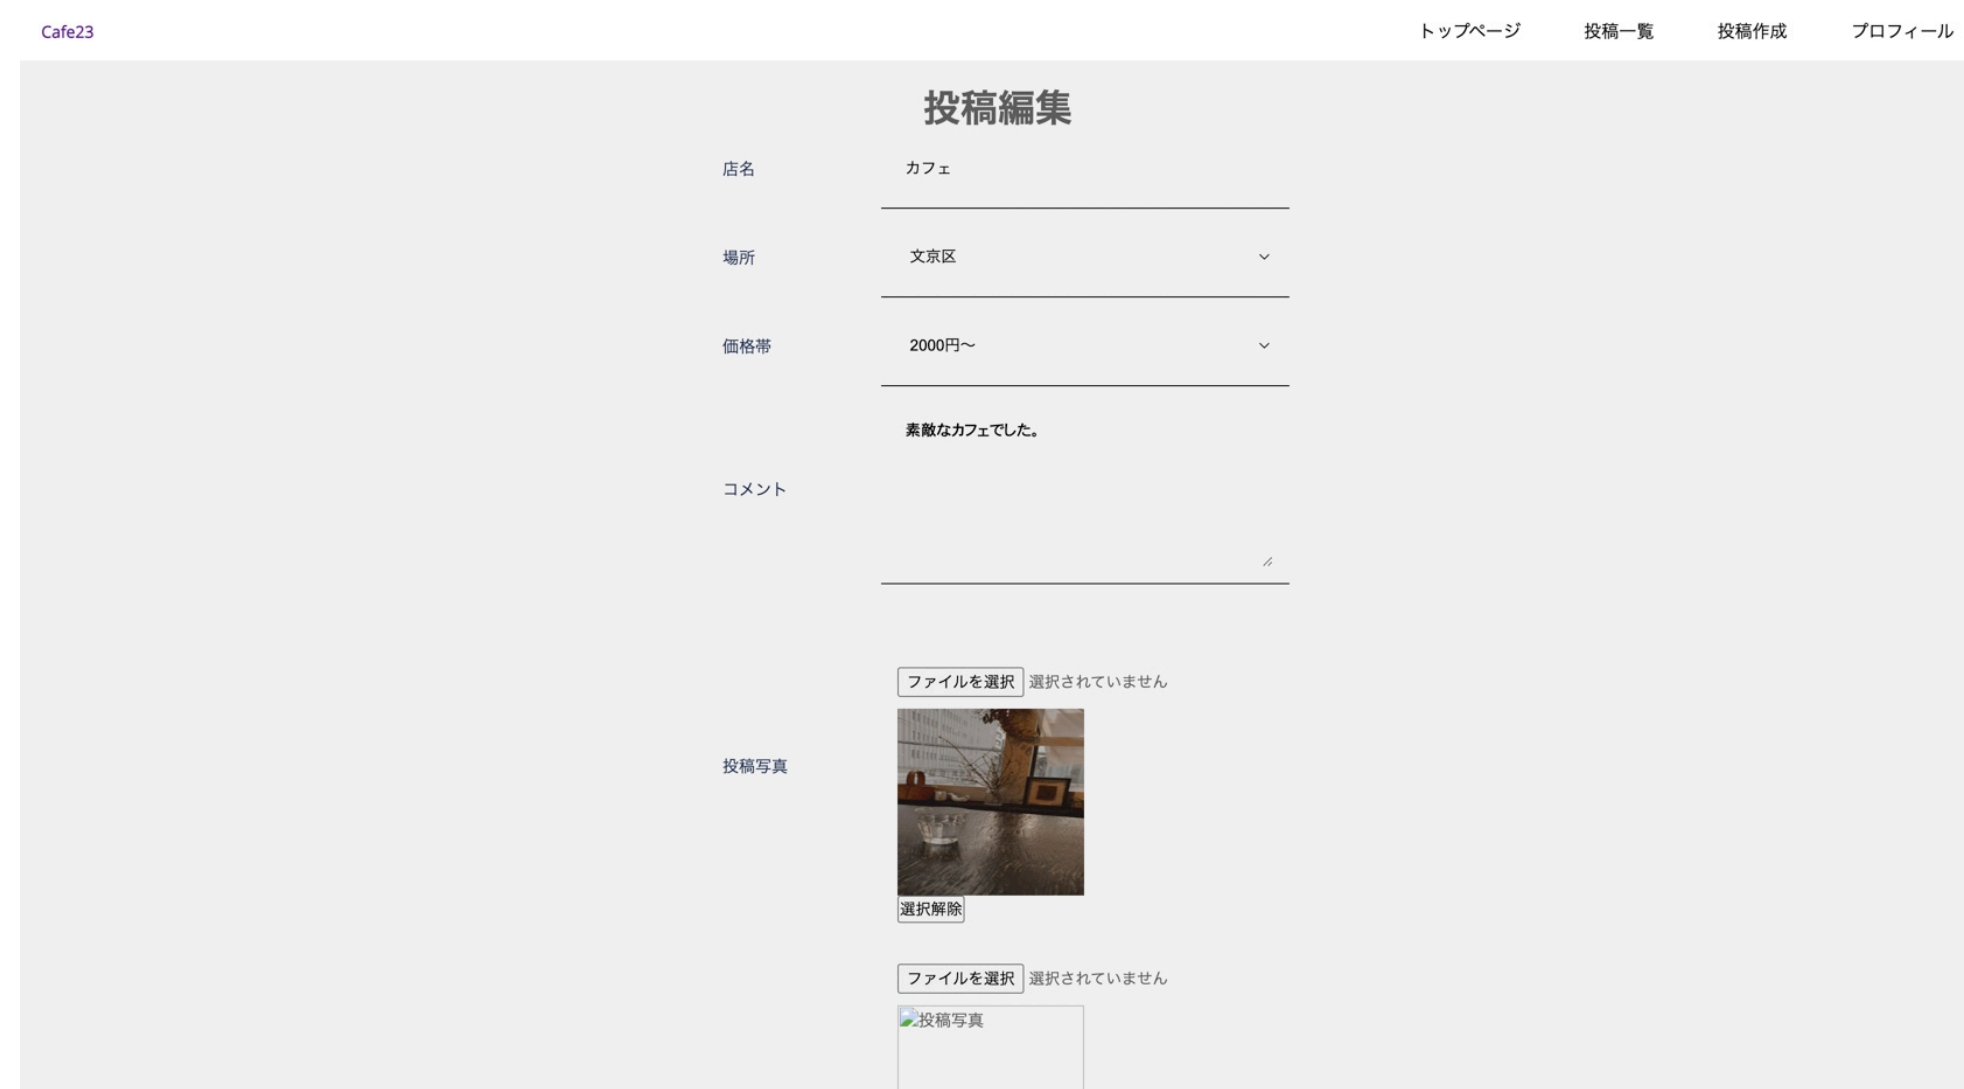 Cafe23
トップページ 投稿一覧 投稿作成 プロフィール
投稿編集
店名 カフェ
場所 文京区
価格帯 2000円〜
素敵なカフェでした。
コメント
ファイルを選択 選択されていません
投稿写真
選択解除
ファイルを選択 選択されていません
投稿写真